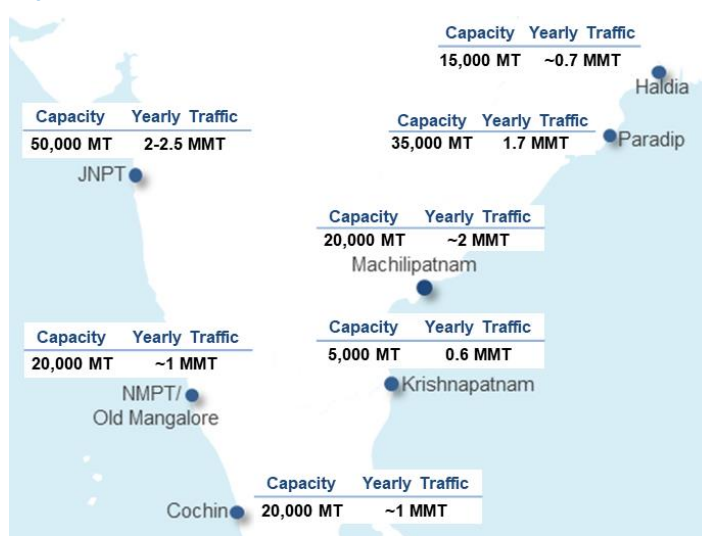 Capacity Yearly Traffic
15,000 MT ~0.7 MMT
Haldia
Capacity Yearly Traffic
50,000 MT 2-2.5 MMT
JNPT
Capacity Yearly Traffic
35,000 MT 1.7 MMT
Paradip
Capacity Yearly Traffic
20,000 MT ~2 MMT
Machilipatnam
Capacity Yearly Traffic
20,000 MT ~1 MMT
NMPT/
Old Mangalore
Capacity Yearly Traffic
5,000 MT 0.6 MMT
Krishnapatnam
Capacity Yearly Traffic
20,000 MT ~1 MMT
Cochin